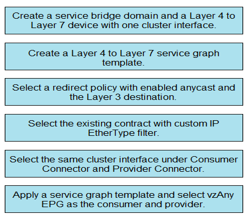 Create a service bridge domain and a Layer 4 to
Layer 7 device with one cluster interface.
Create a Layer 4 to Layer 7 service graph
template.
Select a redirect policy with enabled anycast and
the Layer 3 destination.
Select the existing contract with custom IP
EtherType filter.
Select the same cluster interface under Consumer
Connector and Provider Connector.
Apply a service graph template and select vzAny
EPG as the consumer and provider.